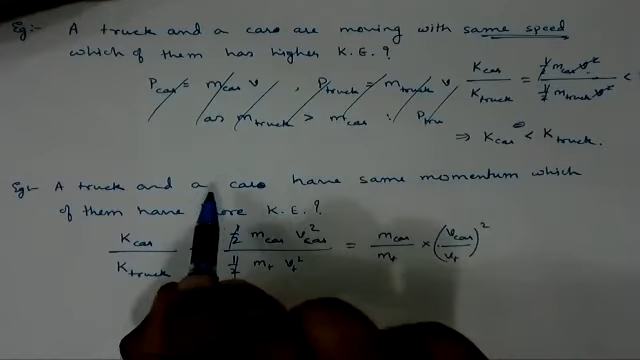 Eg:- A truck and a car are moving with same speed
which of them has higher K.E.?
P_car = m_car v , P_truck = m_truck v K_car/K_truck = ½ m_car v²/½ m_truck v² <
as m_truck > m_car ∴ P_tru
⇒ K_car < K_truck.
Eg:- A truck and a car have same momentum which
of them have more K.E.?
K_car/K_truck ½ m_car v_car²/½ m_t v_t² = m_car/m_t × (v_car/v_t)²